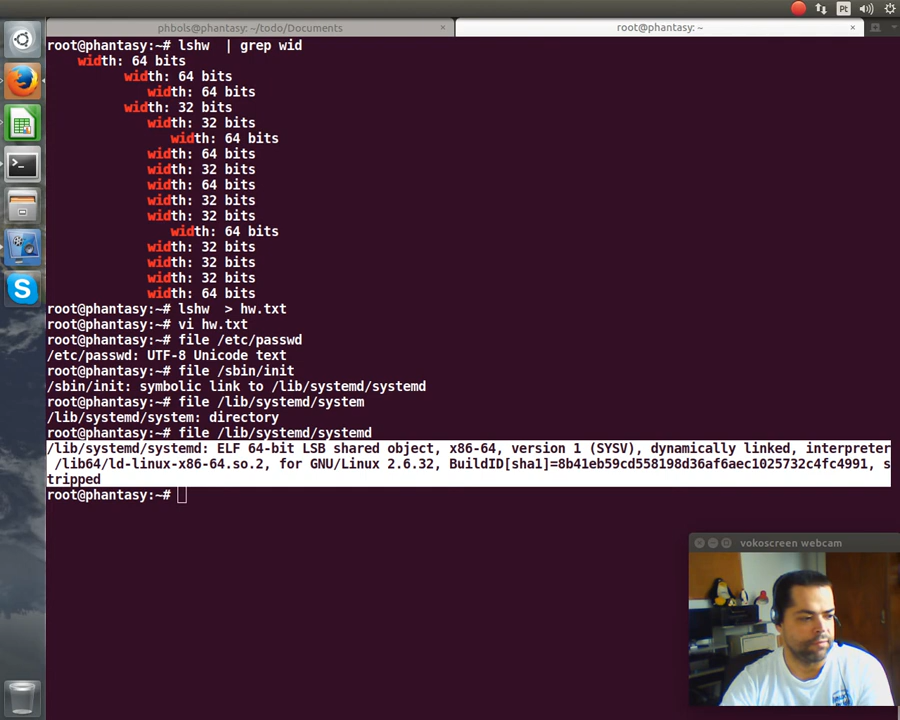 Pt
phbols@phantasy:~/todo/Documents
root@phantasy: ~
root@phantasy:~# lshw  | grep wid
width: 64 bits
width: 64 bits
width: 64 bits
width: 32 bits
width: 32 bits
width: 64 bits
width: 64 bits
width: 32 bits
width: 64 bits
width: 32 bits
width: 32 bits
width: 64 bits
width: 32 bits
width: 32 bits
width: 32 bits
width: 64 bits
root@phantasy:~# lshw  > hw.txt
root@phantasy:~# vi hw.txt
root@phantasy:~# file /etc/passwd
/etc/passwd: UTF-8 Unicode text
root@phantasy:~# file /sbin/init
/sbin/init: symbolic link to /lib/systemd/systemd
root@phantasy:~# file /lib/systemd/system
/lib/systemd/system: directory
root@phantasy:~# file /lib/systemd/systemd
/lib/systemd/systemd: ELF 64-bit LSB shared object, x86-64, version 1 (SYSV), dynamically linked, interpreter
/lib64/ld-linux-x86-64.so.2, for GNU/Linux 2.6.32, BuildID[sha1]=8b41eb59cd558198d36af6aec1025732c4fc4991, s
tripped
root@phantasy:~#
vokoscreen webcam